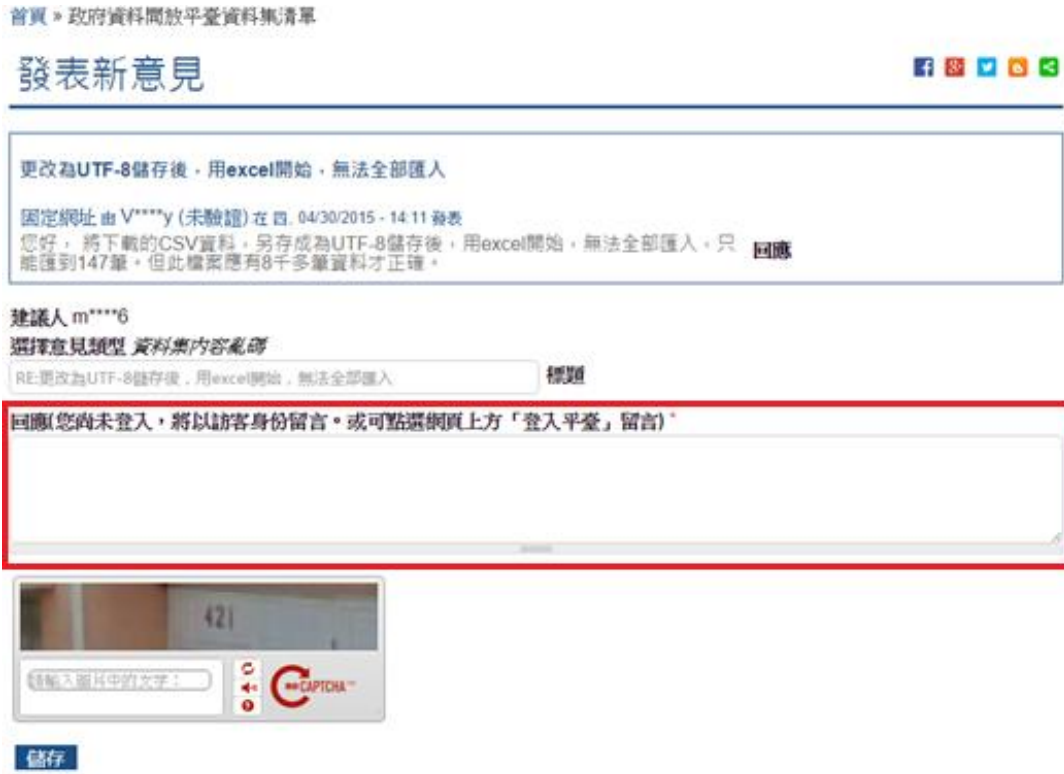 首頁 » 政府資料開放平臺資料集清單
發表新意見
更改為UTF-8儲存後，用excel開始，無法全部匯入
固定網址 由 V****y (未驗證) 在 四, 04/30/2015 - 14:11 發表
您好， 將下載的CSV資料，另存成為UTF-8儲存後，用excel開始，無法全部匯入，只
能匯到147筆，但此檔案應有8千多筆資料才正確。
回應
建議人 m****6
選擇意見類型 資料集內容亂碼
RE:更改為UTF-8儲存後，用excel開始，無法全部匯入 標題
回應(您尚未登入，將以訪客身份留言。或可點選網頁上方「登入平臺」留言) *
421
請輸入圖片中的文字：
CAPTCHA
儲存